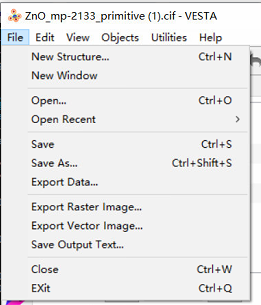 ZnO_mp-2133_primitive (1).cif - VESTA
File Edit View Objects Utilities Help
New Structure... Ctrl+N
New Window
Open... Ctrl+O
Open Recent >
Save Ctrl+S
Save As... Ctrl+Shift+S
Export Data...
Export Raster Image...
Export Vector Image...
Save Output Text...
Close Ctrl+W
EXit Ctrl+Q